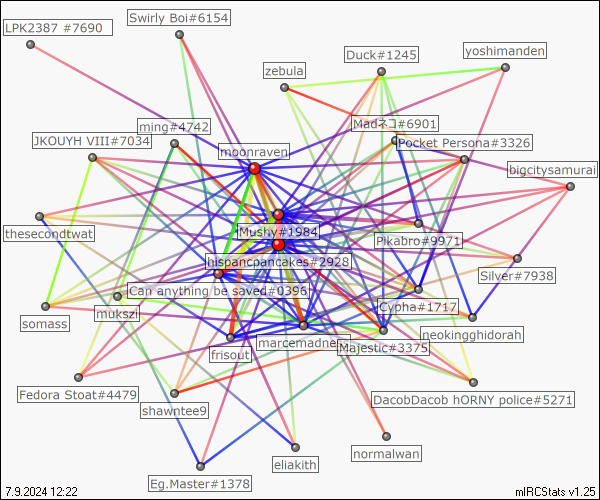 LPK2387 #7690
Swirly Boi#6154
Duck#1245
yoshimanden
zebula
ming#4742
Madネコ#6901
JKOUYH VIII#7034
Pocket Persona#3326
moonraven
bigcitysamurai
thesecondtwat
Mushy#1984
Pikabro#9971
hispancpancakes#2928
Silver#7938
Can anything be saved#0396
Cypha#1717
somass
mukszi
neokingghidorah
frisout
marcemadne
Majestic#3375
Fedora Stoat#4479
shawntee9
DacobDacob hORNY police#5271
eliakith
normalwan
Eg.Master#1378
7.9.2024 12:22
mIRCStats v1.25